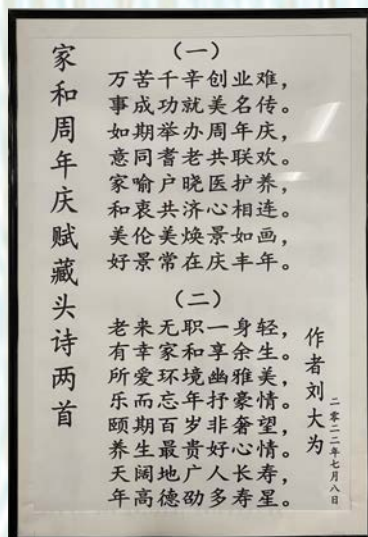 家和周年庆赋藏头诗两首
（一）
万苦千辛创业难，
事成功就美名传。
如期举办周年庆，
意同耆老共联欢。
家喻户晓医护养，
和衷共济心相连。
美伦美焕景如画，
好景常在庆丰年。
（二）
老来无职一身轻，
有幸家和享余生。
所爱环境幽雅美，
乐而忘年抒豪情。
颐期百岁非奢望，
养生最贵好心情。
天阔地广人长寿，
年高德劭多寿星。
作者刘大为
二零二二年七月八日